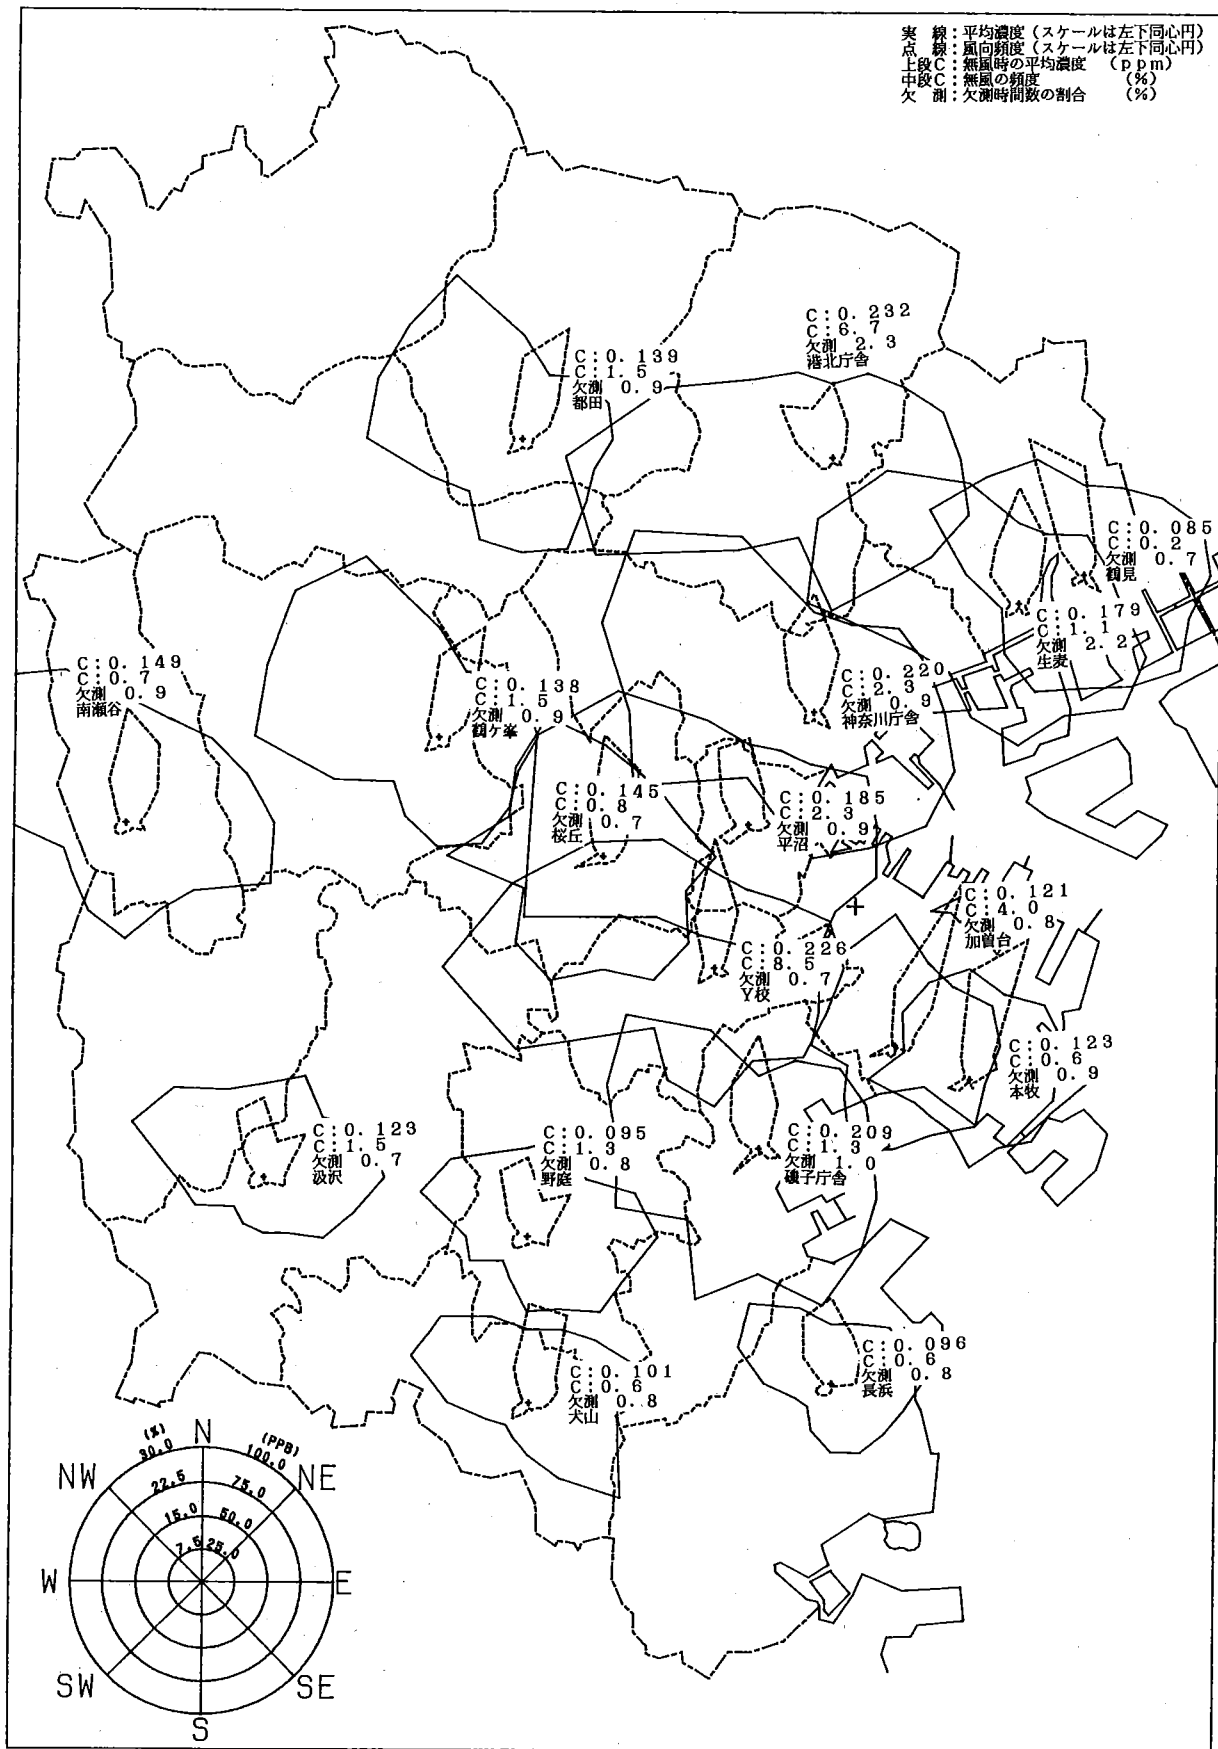 実　線：平均濃度（スケールは左下同心円）
点　線：風向頻度（スケールは左下同心円）
上段C：無風時の平均濃度　（ｐｐｍ）
中段C：無風の頻度　（％）
欠　測：欠測時間数の割合　（％）
C：0．232
C：6．7
欠測　2．3
港北庁舎
C：0．139
C：1．5
欠測　0．9
都田
C：0．085
C：0．2
欠測　0．7
鶴見
C：0．179
C：1．1
欠測　2．2
生麦
C：0．149
C：0．7
欠測　0．9
南瀬谷
C：0．138
C：1．5
欠測　0．9
鶴ケ峯
C：0．220
C：2．3
欠測　0．9
神奈川庁舎
C：0．145
C：0．8
欠測　0．7
桜丘
C：0．185
C：2．3
欠測　0．9
平沼
C：0．121
C：4．0
欠測　0．8
加曽台
C：0．226
C：8．5
欠測　0．7
Y校
C：0．123
C：0．6
欠測　0．9
本牧
C：0．123
C：1．5
欠測　0．7
汲沢
C：0．095
C：1．3
欠測　0．8
野庭
C：0．209
C：1．3
欠測　1．0
磯子庁舎
C：0．096
C：0．6
欠測　0．8
長浜
C：0．101
C：0．6
欠測　0．8
犬山
(%) N (PPB)
30.0 100.0
NW NE
22.5 75.0
15.0 50.0
7.5 25.0
W E
SW SE
S